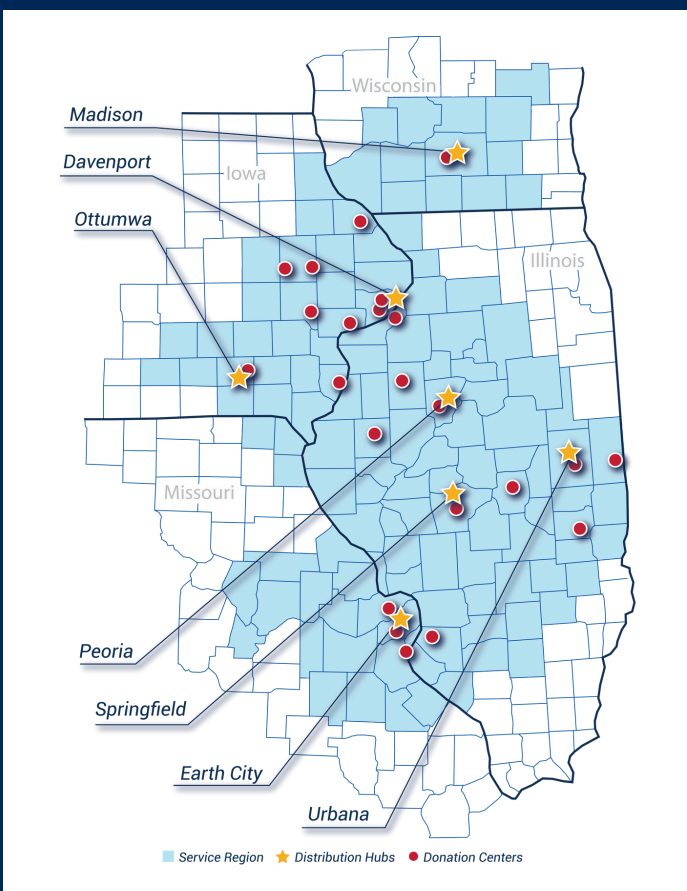 Wisconsin
Madison
Davenport
Iowa
Ottumwa
Illinois
Missouri
Peoria
Springfield
Earth City
Urbana
Service Region Distribution Hubs Donation Centers